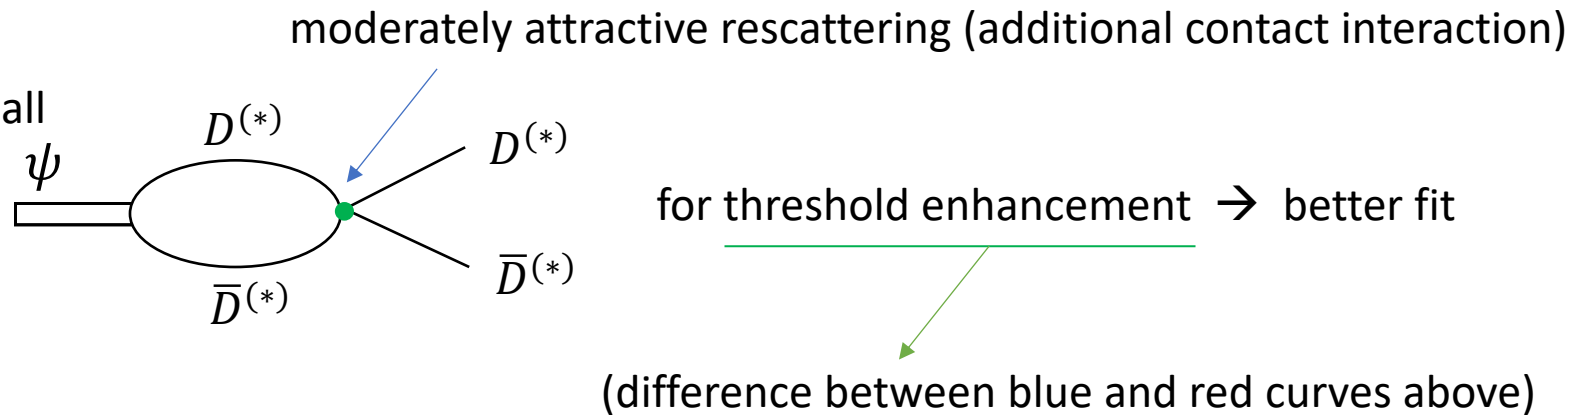 moderately attractive rescattering (additional contact interaction)
all
ψ
D^(*)
D^(*)
for threshold enhancement → better fit
D̅^(*)
D̅^(*)
(difference between blue and red curves above)